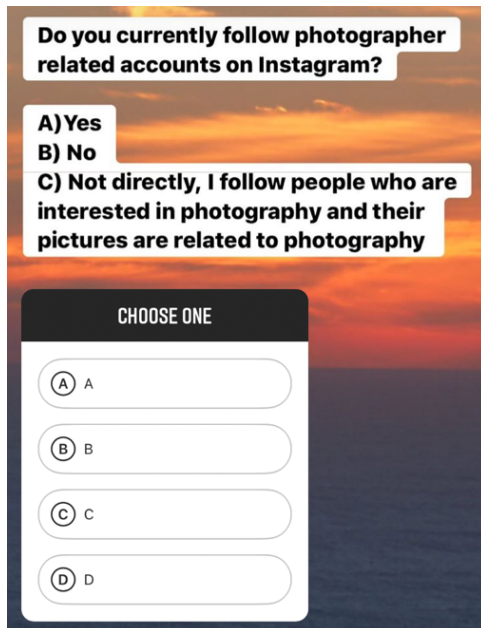 Do you currently follow photographer
related accounts on Instagram?
A) Yes
B) No
C) Not directly, I follow people who are
interested in photography and their
pictures are related to photography
CHOOSE ONE
A A
B B
C C
D D